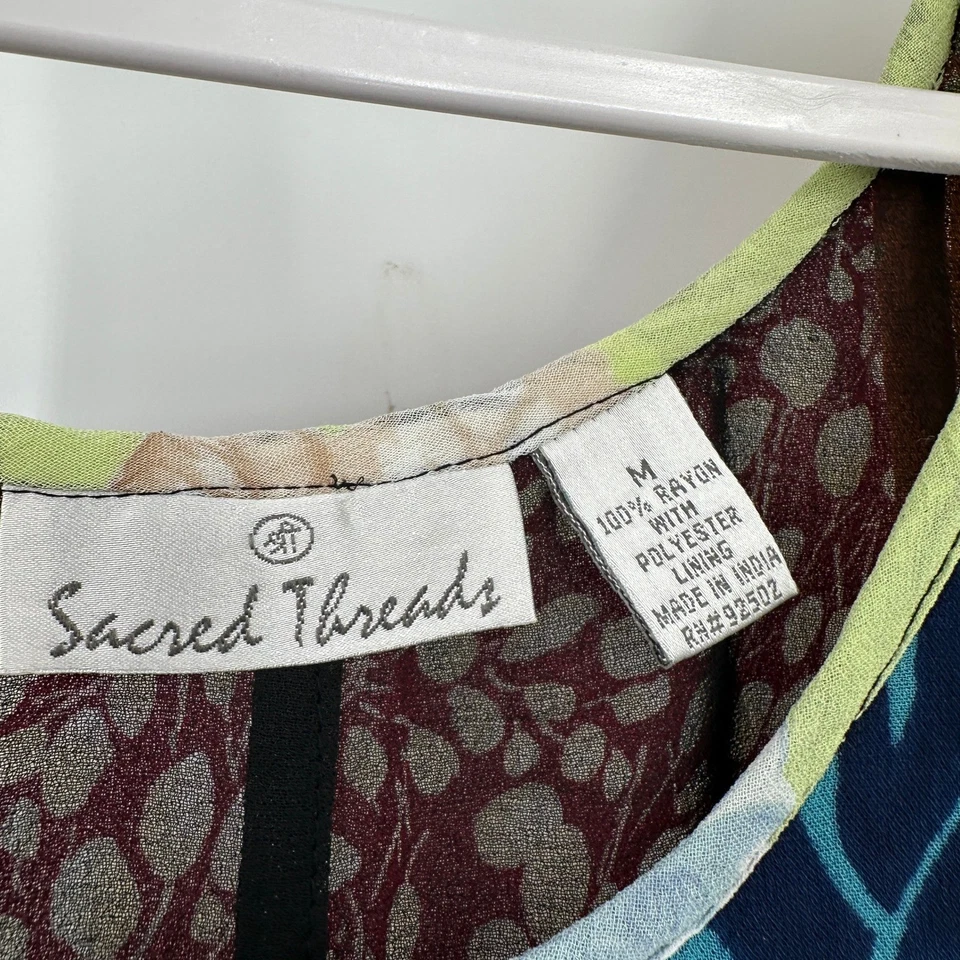 श्री
Sacred Threads
M
100% RAYON
WITH
POLYESTER
LINING
MADE IN INDIA
RN#93502